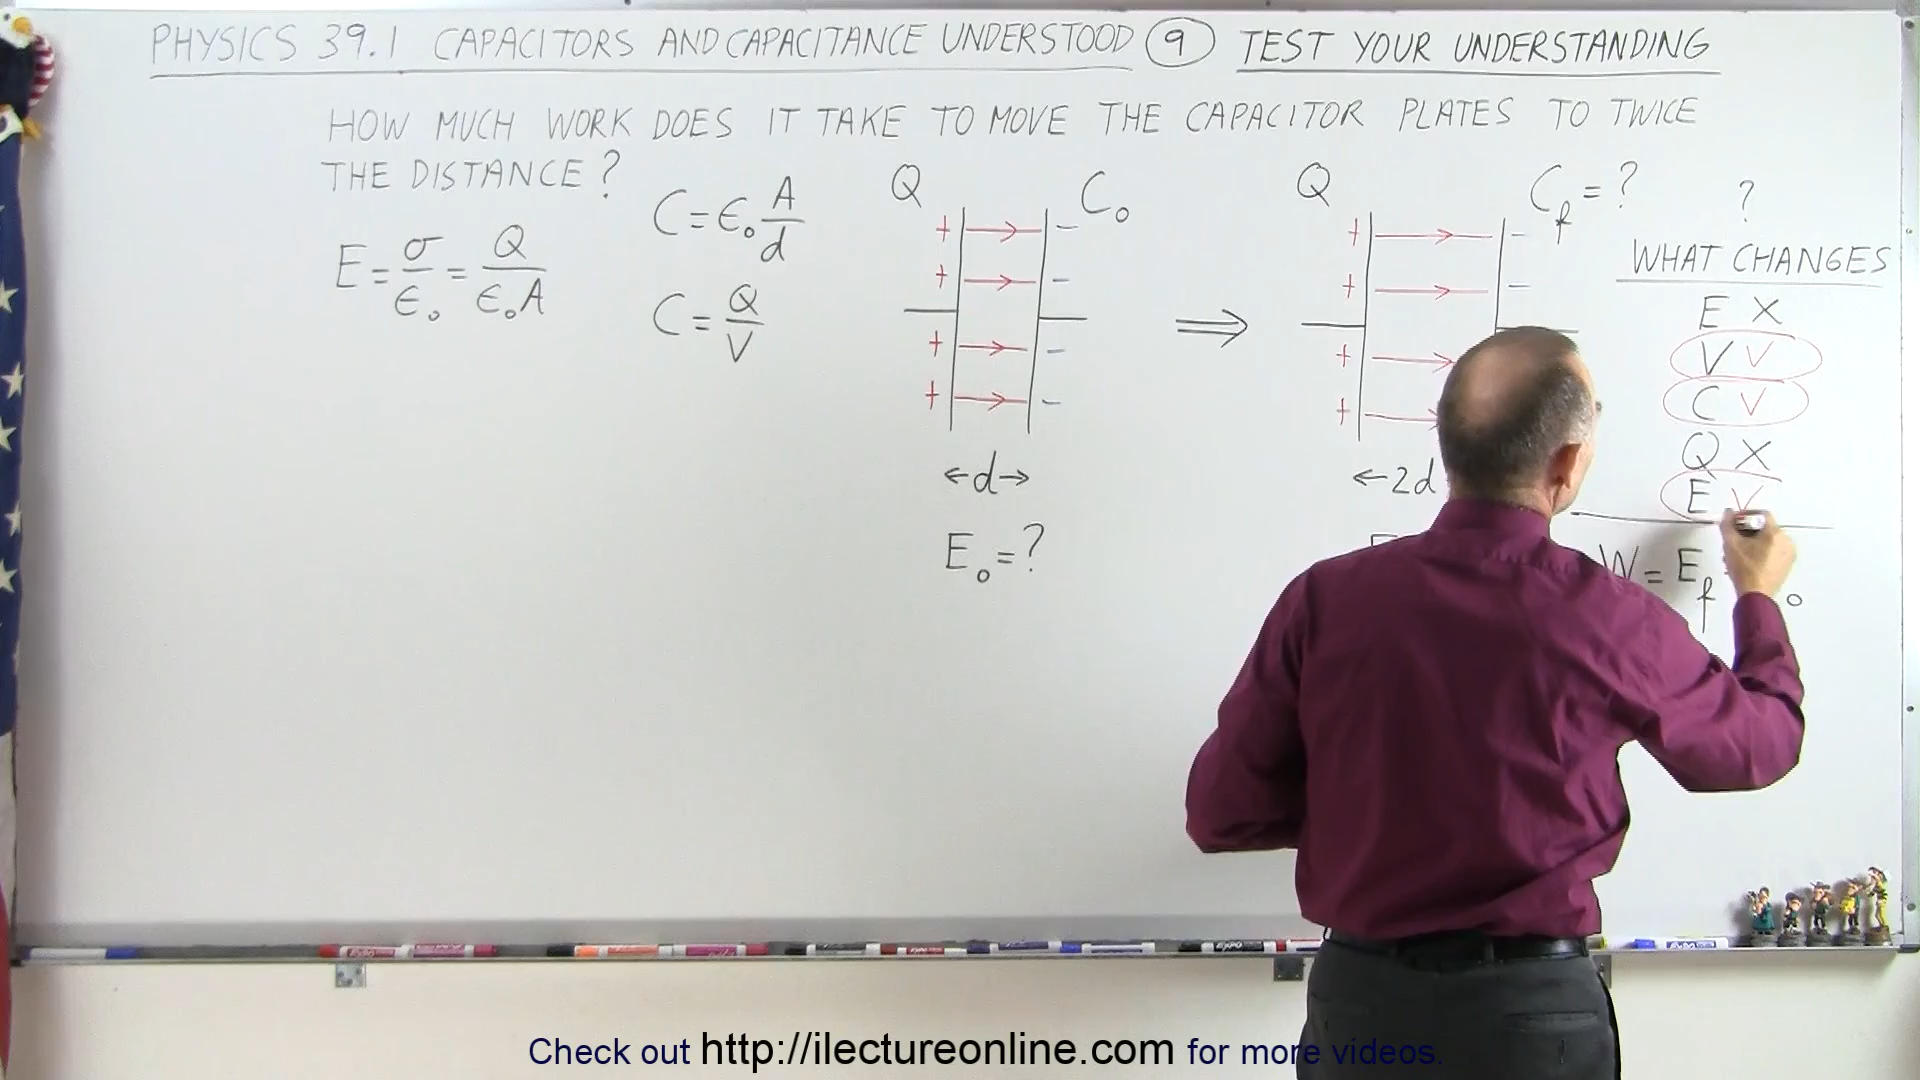 PHYSICS 39.1 CAPACITORS AND CAPACITANCE UNDERSTOOD 9 TEST YOUR UNDERSTANDING
HOW MUCH WORK DOES IT TAKE TO MOVE THE CAPACITOR PLATES TO TWICE
THE DISTANCE?
E = σ/ϵ₀ = Q/ϵ₀A
C = ϵ₀ A/d
C = Q/V
Q C₀
+ −
+ −
+ −
+ −
←d→
E₀ = ?
⇒
Q C_f = ?
+ −
+ −
+
+
←2d
?
WHAT CHANGES
E X
V V
C V
Q X
E V
W = E_f ₀
Check out http://ilectureonline.com for more videos.